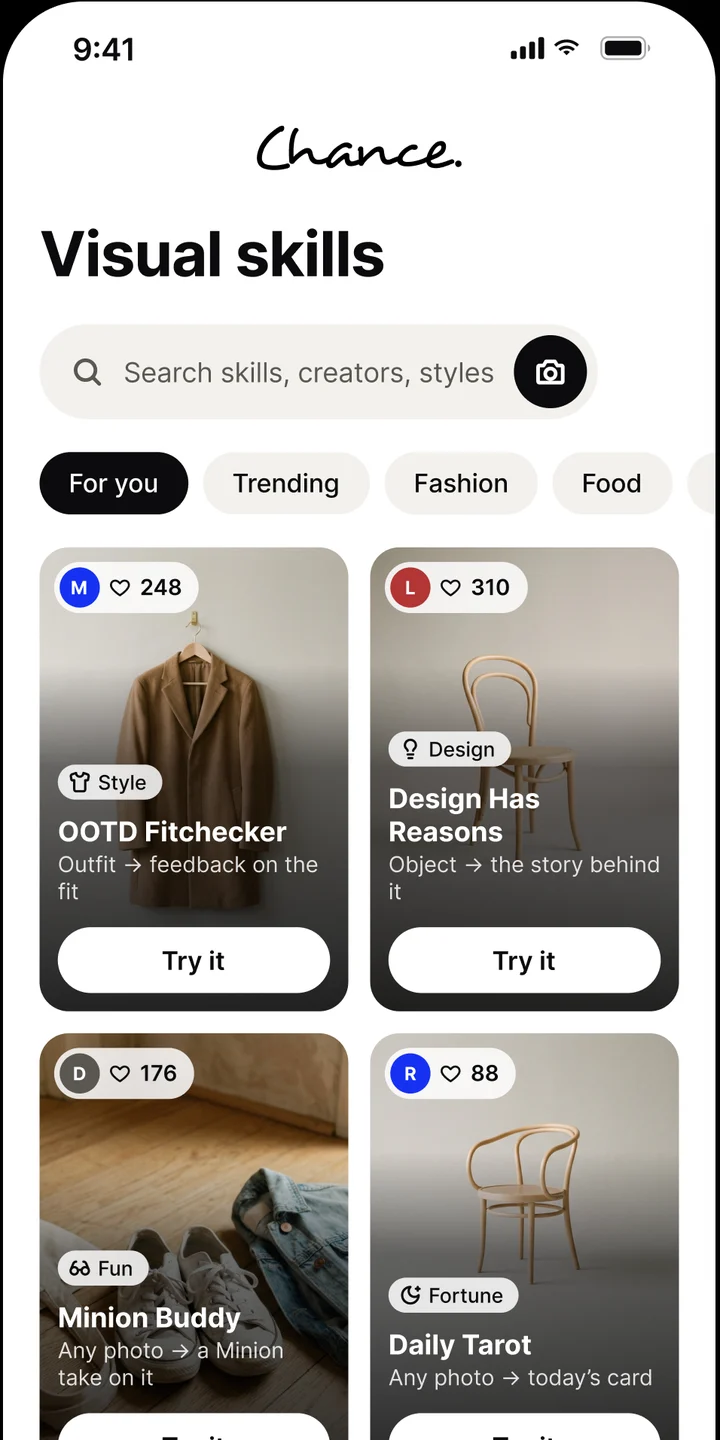 9:41
Chance.
Visual skills
Search skills, creators, styles
For you
Trending
Fashion
Food
M 248
Style
OOTD Fitchecker
Outfit → feedback on the
fit
Try it
L 310
Design
Design Has
Reasons
Object → the story behind
it
Try it
D 176
Fun
Minion Buddy
Any photo → a Minion
take on it
R 88
Fortune
Daily Tarot
Any photo → today’s card